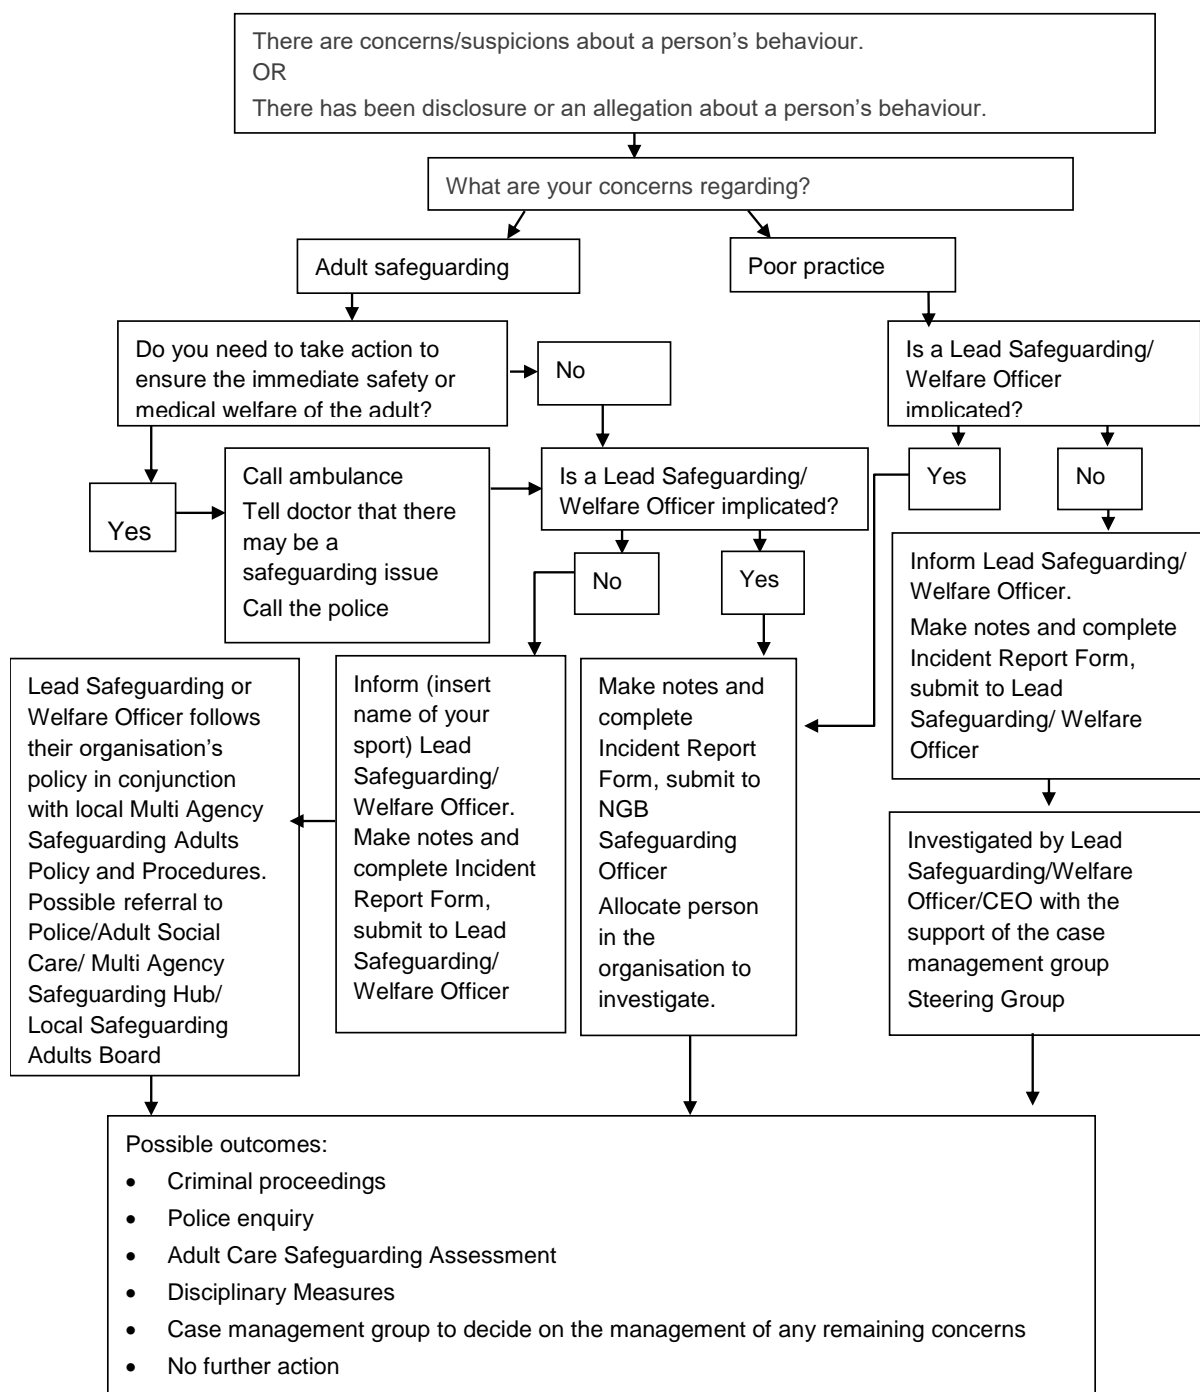 There are concerns/suspicions about a person's behaviour.
OR
There has been disclosure or an allegation about a person's behaviour.
What are your concerns regarding?
Adult safeguarding
Poor practice
Do you need to take action to
ensure the immediate safety or
medical welfare of the adult?
No
Is a Lead Safeguarding/
Welfare Officer
implicated?
Yes
Call ambulance
Tell doctor that there
may be a
safeguarding issue
Call the police
Is a Lead Safeguarding/
Welfare Officer implicated?
Yes
No
No
Yes
Inform Lead Safeguarding/
Welfare Officer.
Make notes and complete
Incident Report Form,
submit to Lead
Safeguarding/ Welfare
Officer
Lead Safeguarding or
Welfare Officer follows
their organisation's
policy in conjunction
with local Multi Agency
Safeguarding Adults
Policy and Procedures.
Possible referral to
Police/Adult Social
Care/ Multi Agency
Safeguarding Hub/
Local Safeguarding
Adults Board
Inform (insert
name of your
sport) Lead
Safeguarding/
Welfare Officer.
Make notes and
complete Incident
Report Form,
submit to Lead
Safeguarding/
Welfare Officer
Make notes and
complete
Incident Report
Form, submit to
NGB
Safeguarding
Officer
Allocate person
in the
organisation to
investigate.
Investigated by Lead
Safeguarding/Welfare
Officer/CEO with the
support of the case
management group
Steering Group
Possible outcomes:
• Criminal proceedings
• Police enquiry
• Adult Care Safeguarding Assessment
• Disciplinary Measures
• Case management group to decide on the management of any remaining concerns
• No further action